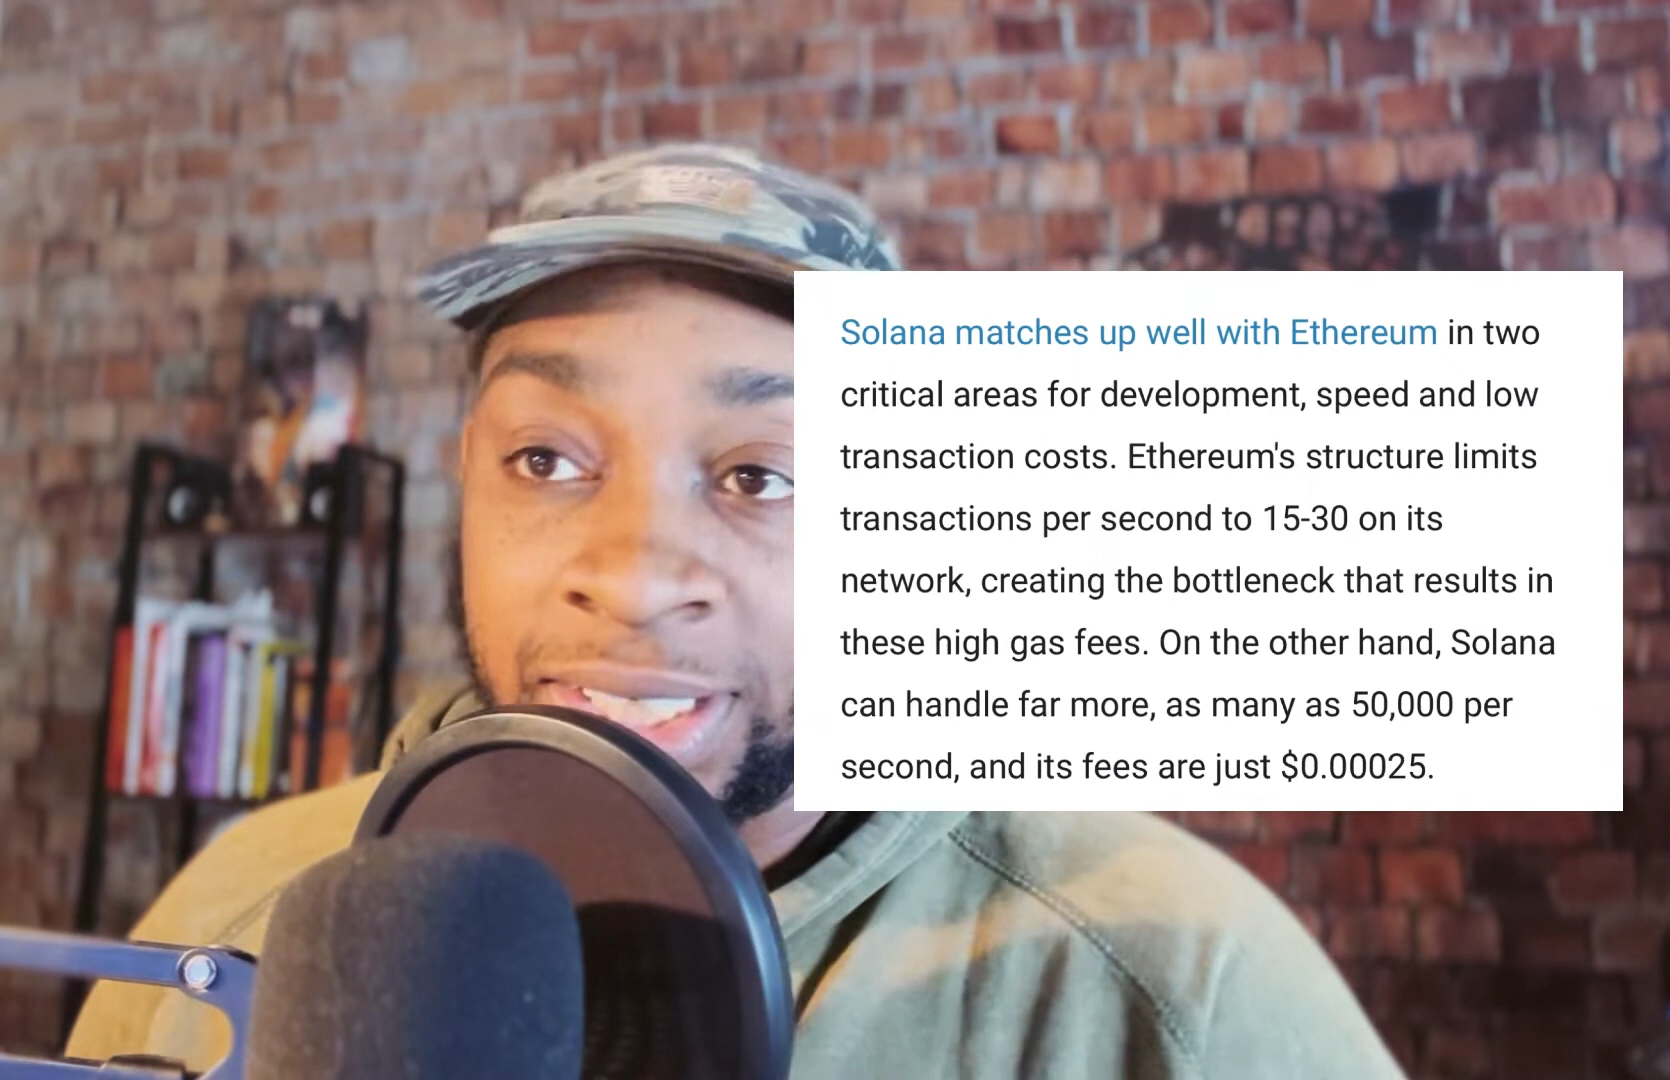 Solana matches up well with Ethereum in two
critical areas for development, speed and low
transaction costs. Ethereum's structure limits
transactions per second to 15-30 on its
network, creating the bottleneck that results in
these high gas fees. On the other hand, Solana
can handle far more, as many as 50,000 per
second, and its fees are just $0.00025.